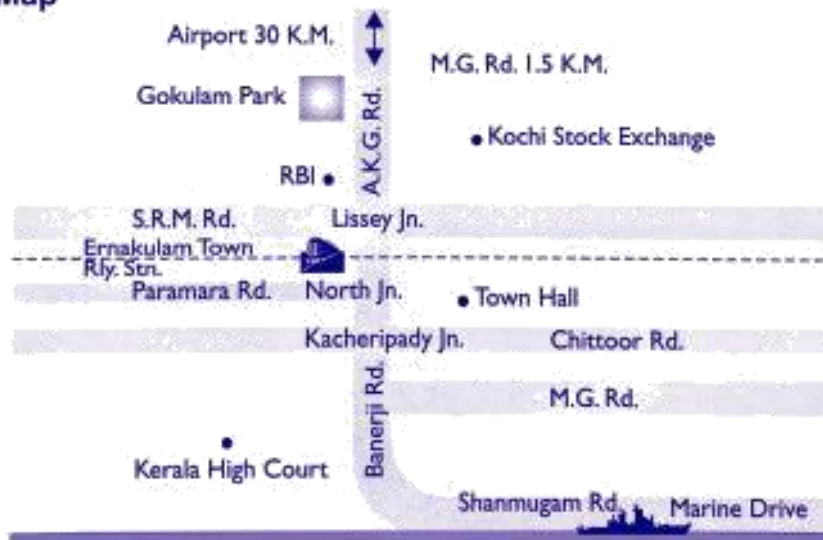 Map
Airport 30 K.M.
M.G. Rd. 1.5 K.M.
Gokulam Park
A.K.G. Rd.
Kochi Stock Exchange
RBI
S.R.M. Rd.
Lissey Jn.
Ernakulam Town
Rly. Stn.
Paramara Rd.
North Jn.
Town Hall
Kacheripady Jn.
Chittoor Rd.
Banerji Rd.
M.G. Rd.
Kerala High Court
Shanmugam Rd.
Marine Drive